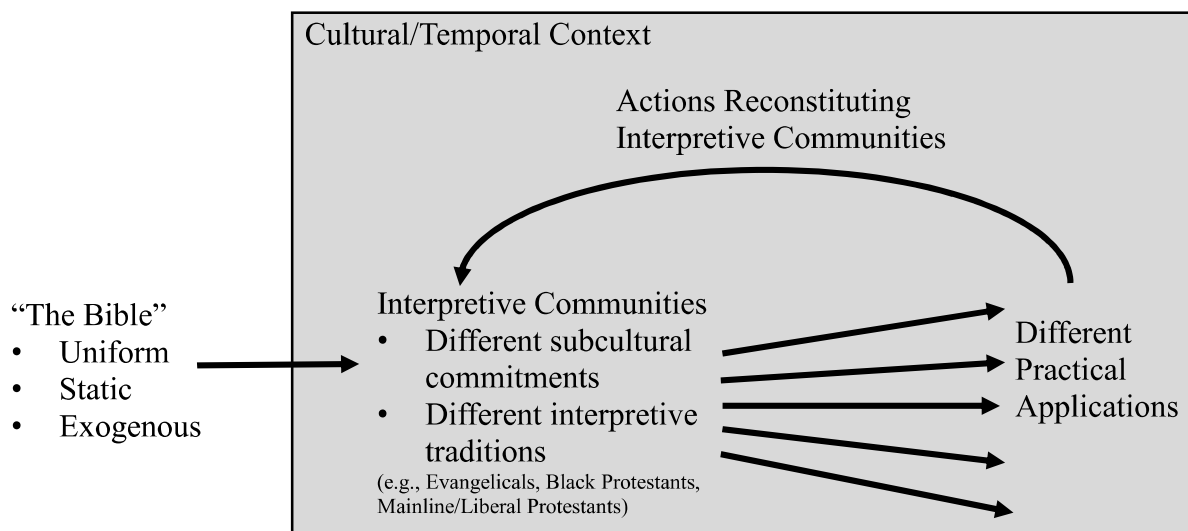 Cultural/Temporal Context
Actions Reconstituting
Interpretive Communities
“The Bible”
• Uniform
• Static
• Exogenous
Interpretive Communities
• Different subcultural
commitments
• Different interpretive
traditions
(e.g., Evangelicals, Black Protestants,
Mainline/Liberal Protestants)
Different
Practical
Applications